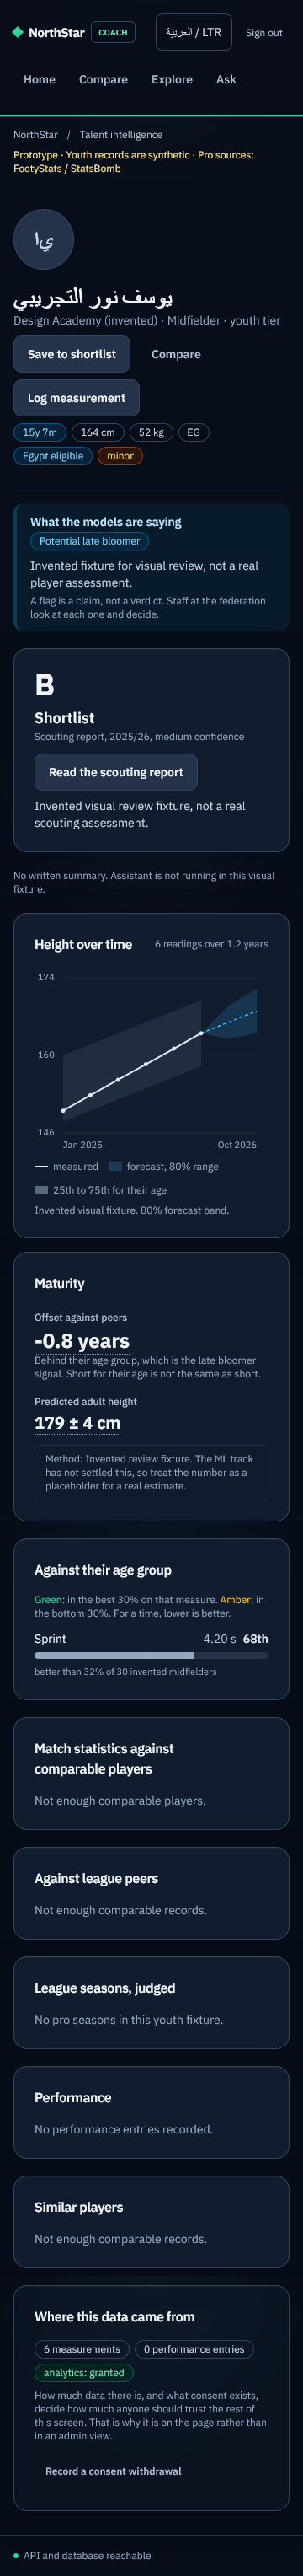 NorthStar COACH العربية / LTR Sign out
Home Compare Explore Ask
NorthStar / Talent intelligence
Prototype · Youth records are synthetic · Pro sources:
FootyStats / StatsBomb
يا
يوسف نور التجريبي
Design Academy (invented) · Midfielder · youth tier
Save to shortlist Compare
Log measurement
15y 7m 164 cm 52 kg EG
Egypt eligible minor
What the models are saying
Potential late bloomer
Invented fixture for visual review, not a real
player assessment.
A flag is a claim, not a verdict. Staff at the federation
look at each one and decide.
B
Shortlist
Scouting report, 2025/26, medium confidence
Read the scouting report
Invented visual review fixture, not a real
scouting assessment.
No written summary. Assistant is not running in this visual
fixture.
Height over time 6 readings over 1.2 years
174
160
146
Jan 2025 Oct 2026
measured forecast, 80% range
25th to 75th for their age
Invented visual fixture. 80% forecast band.
Maturity
Offset against peers
-0.8 years
Behind their age group, which is the late bloomer
signal. Short for their age is not the same as short.
Predicted adult height
179 ± 4 cm
Method: Invented review fixture. The ML track
has not settled this, so treat the number as a
placeholder for a real estimate.
Against their age group
Green: in the best 30% on that measure. Amber: in
the bottom 30%. For a time, lower is better.
Sprint 4.20 s 68th
better than 32% of 30 invented midfielders
Match statistics against
comparable players
Not enough comparable players.
Against league peers
Not enough comparable records.
League seasons, judged
No pro seasons in this youth fixture.
Performance
No performance entries recorded.
Similar players
Not enough comparable records.
Where this data came from
6 measurements 0 performance entries
analytics: granted
How much data there is, and what consent exists,
decide how much anyone should trust the rest of
this screen. That is why it is on the page rather than
in an admin view.
Record a consent withdrawal
API and database reachable